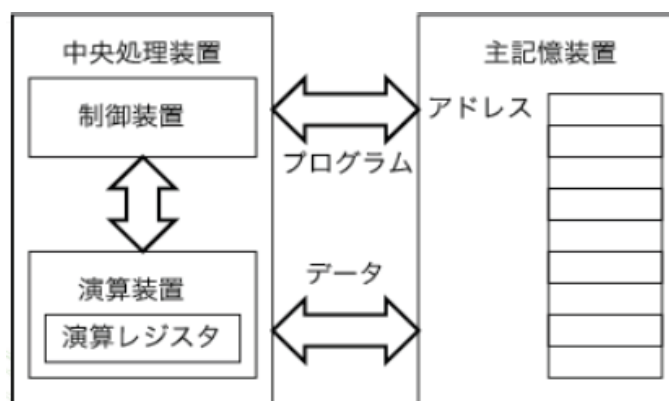 中央処理装置
制御装置
演算装置
演算レジスタ
プログラム
データ
主記憶装置
アドレス